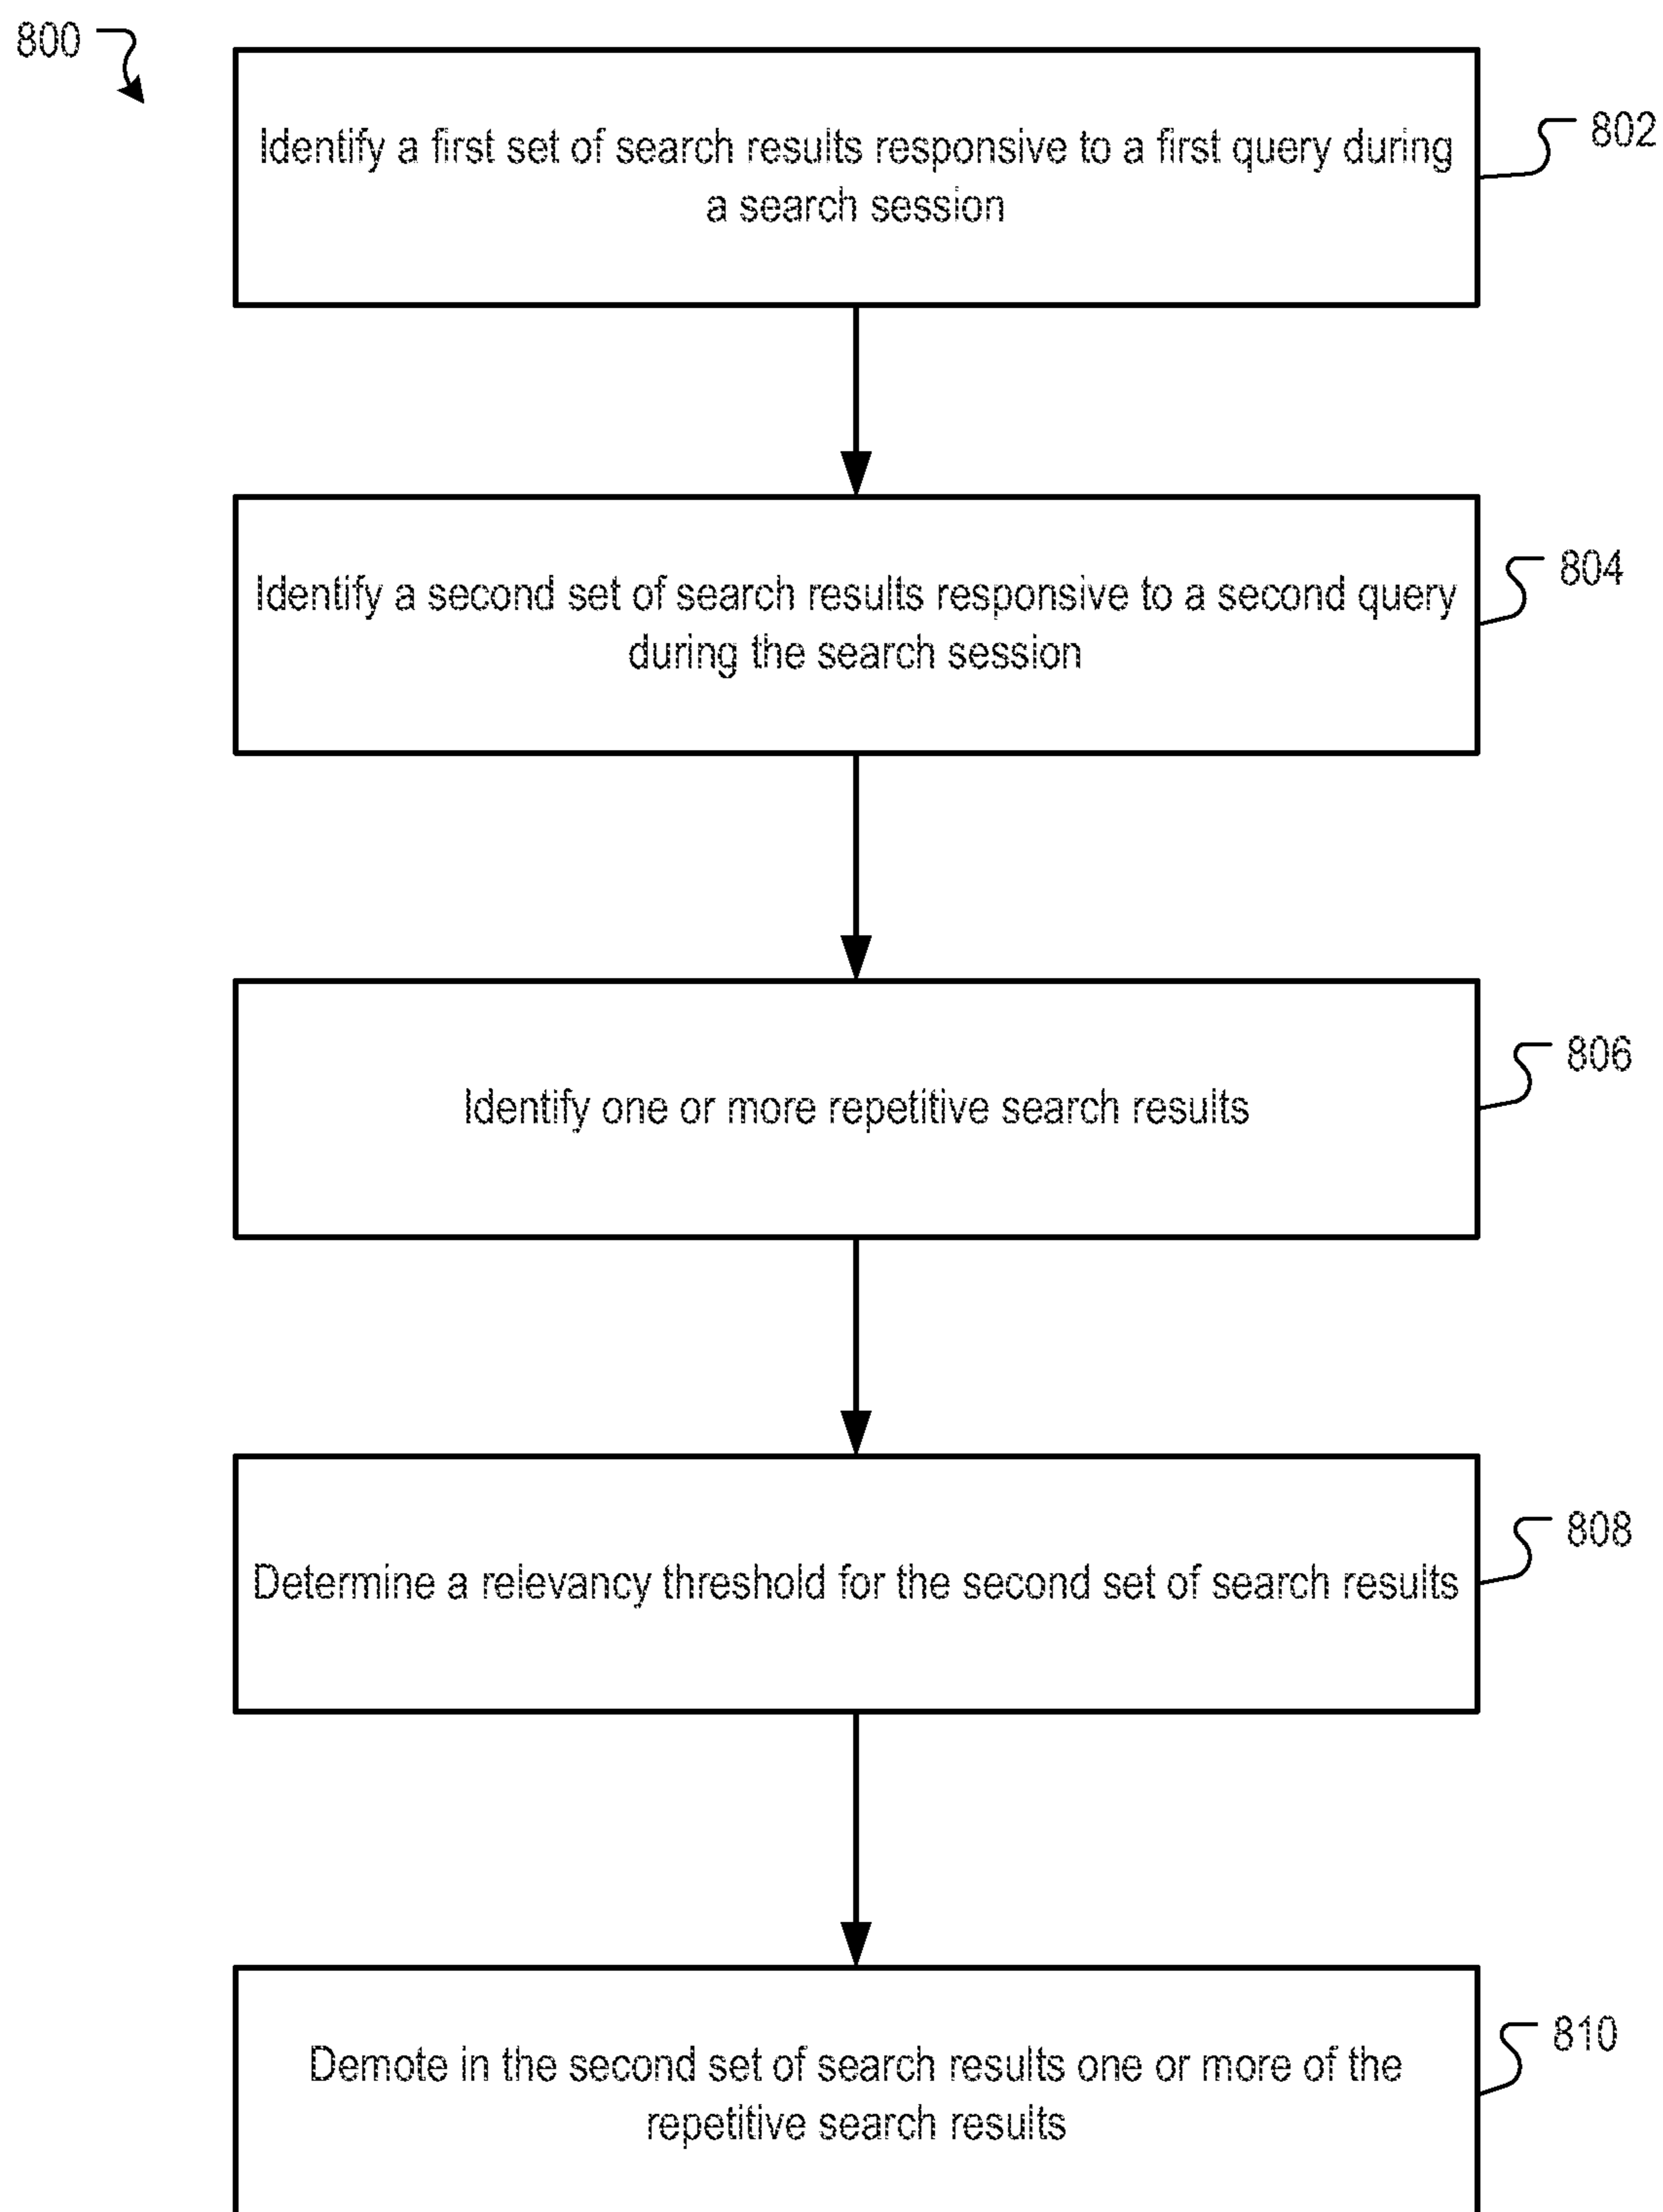 800
Identify a first set of search results responsive to a first query during
a search session
802
Identify a second set of search results responsive to a second query
during the search session
804
Identify one or more repetitive search results
806
Determine a relevancy threshold for the second set of search results
808
Demote in the second set of search results one or more of the
repetitive search results
810